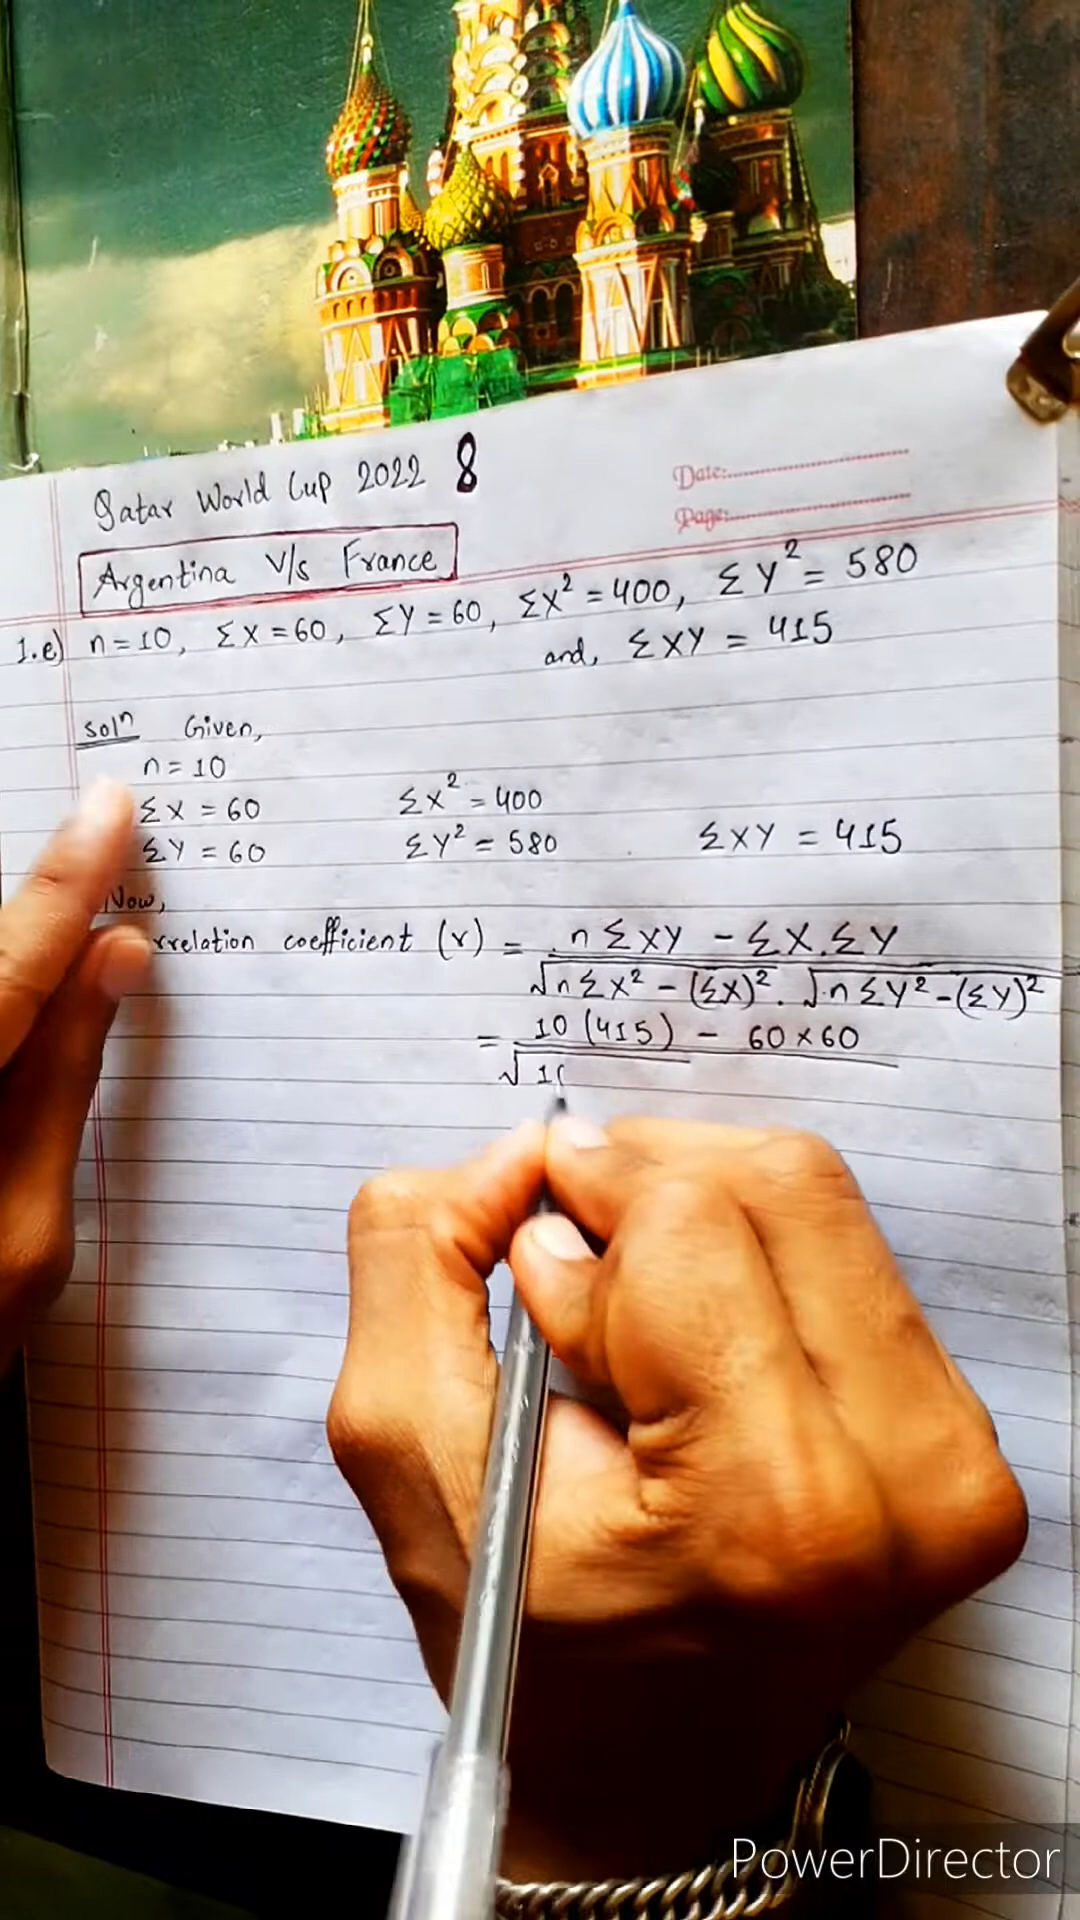 Qatar World Cup 2022 8
Date:
Page:
Argentina V/s France
1.e) n = 10, ΣX = 60, ΣY = 60, ΣX² = 400, ΣY² = 580
and, ΣXY = 415
Solⁿ Given,
n = 10
ΣX = 60 ΣX² = 400
ΣY = 60 ΣY² = 580 ΣXY = 415
Now,
rrelation coefficient (r) = nΣXY - ΣX.ΣY
√nΣX² - (ΣX)² . √nΣY² - (ΣY)²
= 10 (415) - 60 × 60
√10
PowerDirector